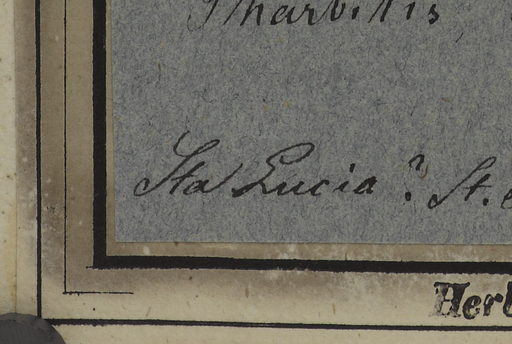 Pharbitis
Sta Lucia? St.
Herb